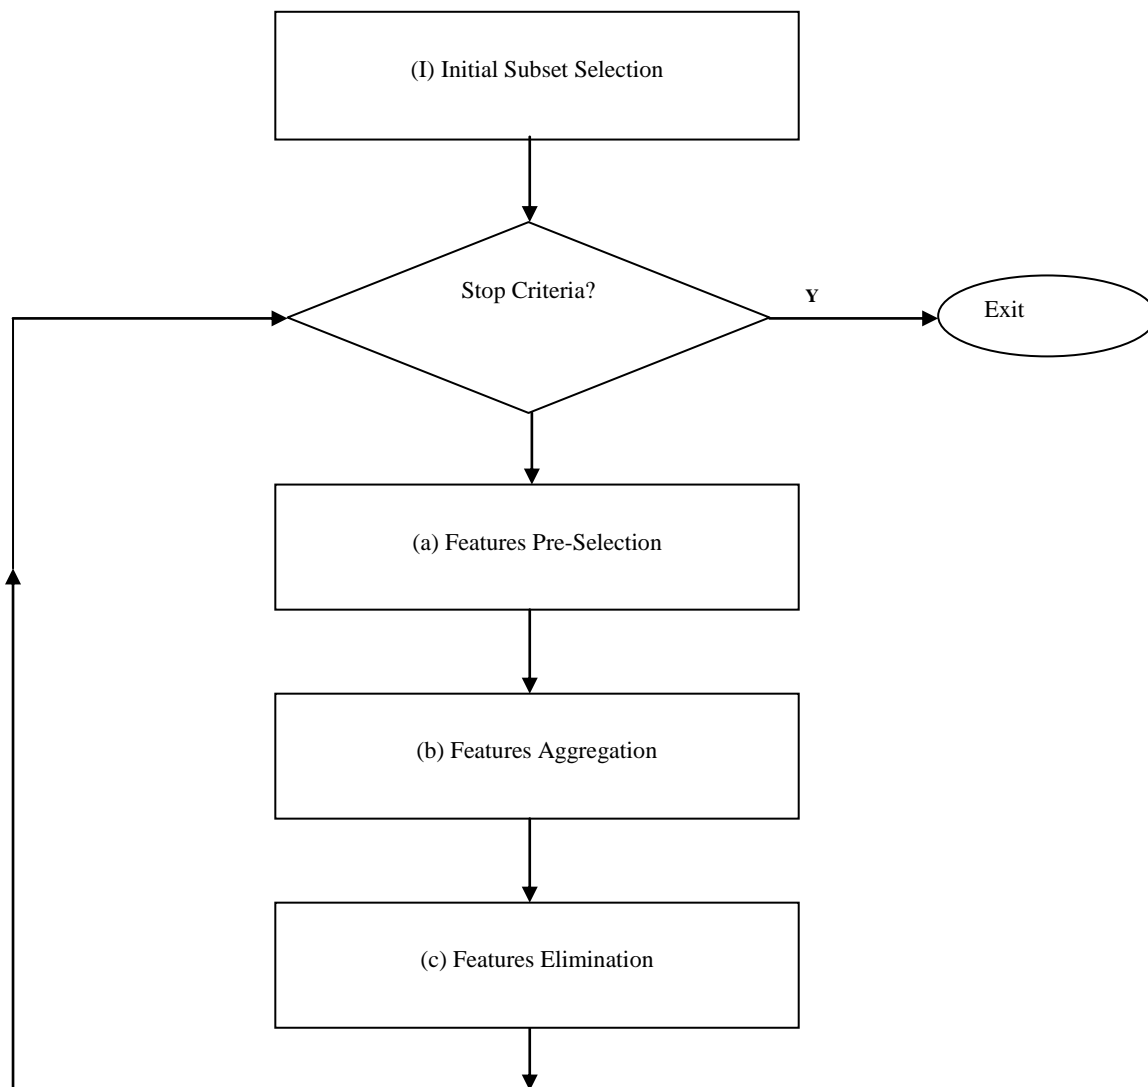 (I) Initial Subset Selection
Stop Criteria?
Y
Exit
(a) Features Pre-Selection
(b) Features Aggregation
(c) Features Elimination